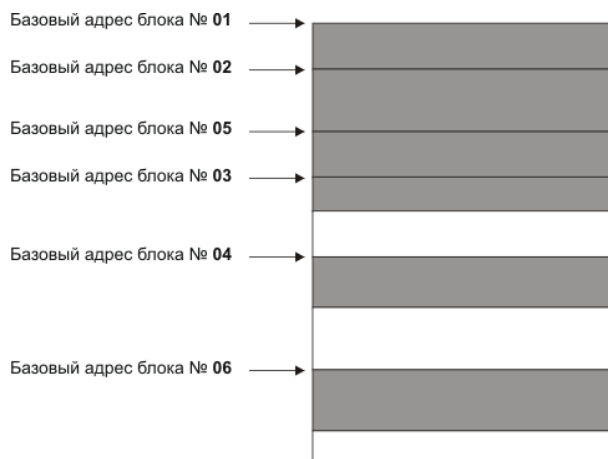 Базовый адрес блока № 01
Базовый адрес блока № 02
Базовый адрес блока № 05
Базовый адрес блока № 03
Базовый адрес блока № 04
Базовый адрес блока № 06